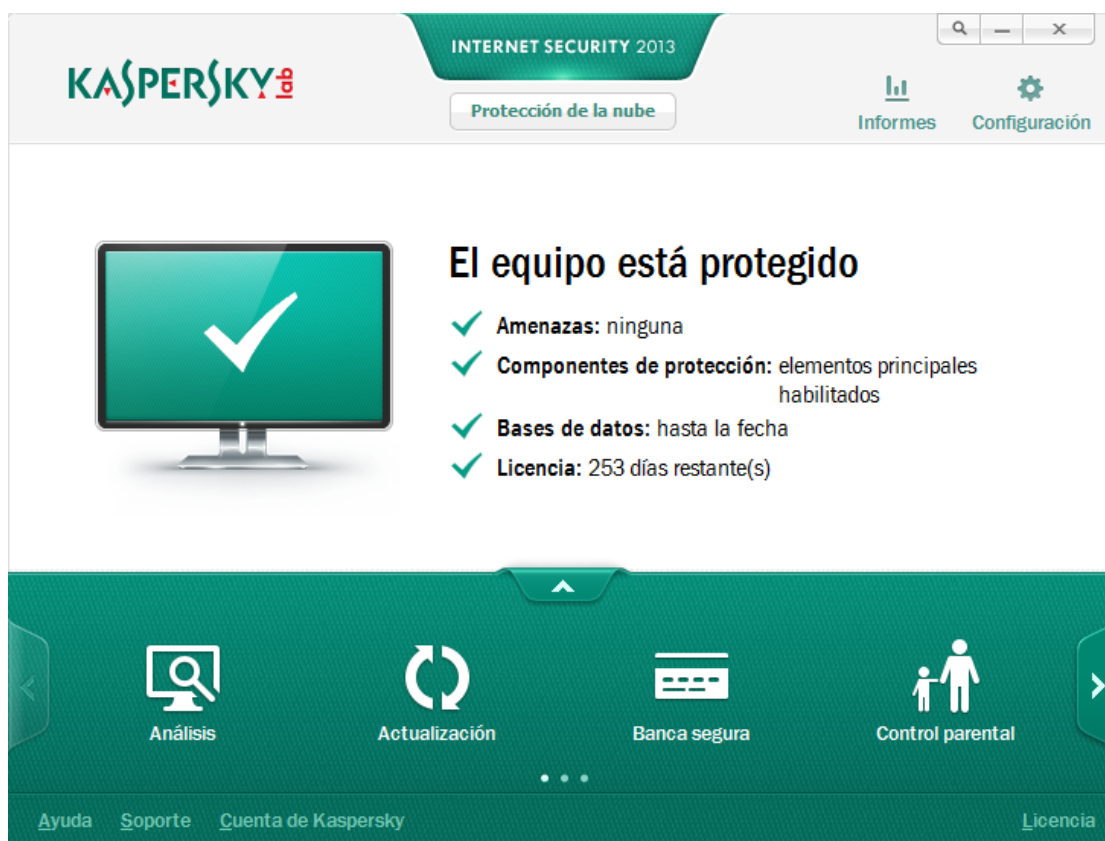 KASPERSKY lab
INTERNET SECURITY 2013
Protección de la nube
Informes
Configuración
El equipo está protegido
Amenazas: ninguna
Componentes de protección: elementos principales
habilitados
Bases de datos: hasta la fecha
Licencia: 253 días restante(s)
Análisis
Actualización
Banca segura
Control parental
Ayuda
Soporte
Cuenta de Kaspersky
Licencia